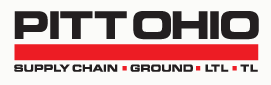 PITT OHIO
SUPPLY CHAIN ▪ GROUND ▪ LTL ▪ TL